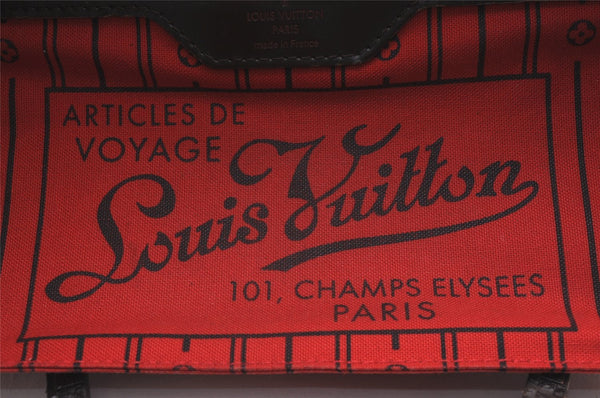 LOUIS VUITTON
PARIS
made in France
ARTICLES DE
VOYAGE
Louis Vuitton
101, CHAMPS ELYSEES
PARIS